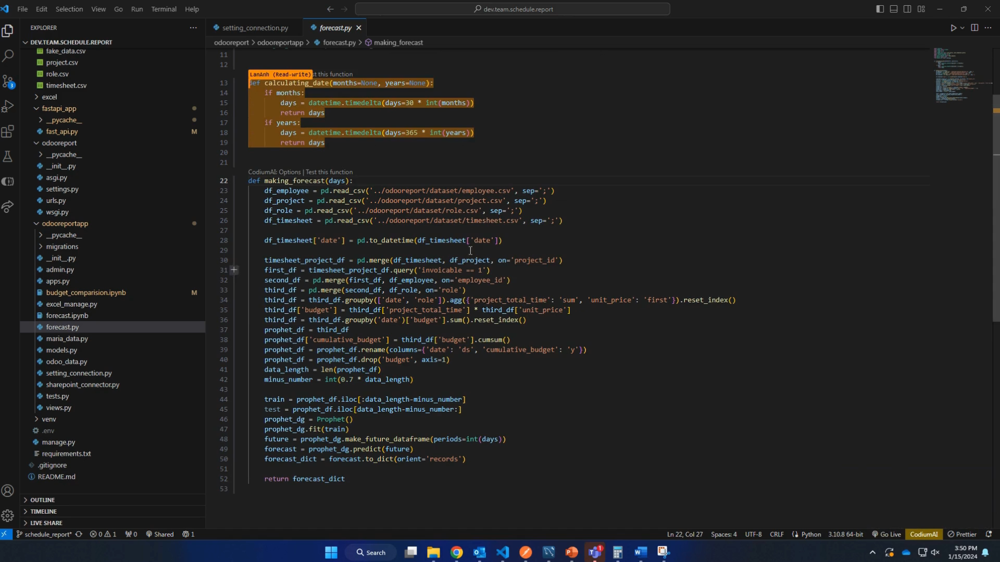 File Edit Selection View Go Run Terminal Help
dev.team.schedule.report
EXPLORER
DEV.TEAM.SCHEDULE.REPORT
fake_data.csv
project.csv
role.csv
timesheet.csv
excel
fastapi_app
__pycache__
fast_api.py M
odooreport
__pycache__
__init__.py
asgi.py
settings.py
urls.py
wsgi.py
odooreportapp
__pycache__
migrations
__init__.py
admin.py
apps.py
budget_comparision.ipynb M
excel_manage.py
forecast.ipynb
forecast.py
maria_data.py
models.py
odoo_data.py
setting_connection.py
sharepoint_connector.py
tests.py
views.py
venv
.env
manage.py
requirements.txt
.gitignore
README.md
OUTLINE
TIMELINE
LIVE SHARE
setting_connection.py forecast.py
odooreport > odooreportapp > forecast.py > making_forecast
11
12
LanAnh (Read-write) st this function
13 def calculating_date(months=None, years=None):
14 if months:
15 days = datetime.timedelta(days=30 * int(months))
16 return days
17 if years:
18 days = datetime.timedelta(days=365 * int(years))
19 return days
20
21
CodiumAI: Options | Test this function
22 def making_forecast(days):
23 df_employee = pd.read_csv('../odooreport/dataset/employee.csv', sep=';')
24 df_project = pd.read_csv('../odooreport/dataset/project.csv', sep=';')
25 df_role = pd.read_csv('../odooreport/dataset/role.csv', sep=';')
26 df_timesheet = pd.read_csv('../odooreport/dataset/timesheet.csv', sep=';')
27
28 df_timesheet['date'] = pd.to_datetime(df_timesheet['date'])
29
30 timesheet_project_df = pd.merge(df_timesheet, df_project, on='project_id')
31 first_df = timesheet_project_df.query('invoicable == 1')
32 second_df = pd.merge(first_df, df_employee, on='employee_id')
33 third_df = pd.merge(second_df, df_role, on='role')
34 third_df = third_df.groupby(['date', 'role']).agg({'project_total_time': 'sum', 'unit_price': 'first'}).reset_index()
35 third_df['budget'] = third_df['project_total_time'] * third_df['unit_price']
36 third_df = third_df.groupby('date')['budget'].sum().reset_index()
37 prophet_df = third_df
38 prophet_df['cumulative_budget'] = third_df['budget'].cumsum()
39 prophet_df = prophet_df.rename(columns={'date': 'ds', 'cumulative_budget': 'y'})
40 prophet_df = prophet_df.drop('budget', axis=1)
41 data_length = len(prophet_df)
42 minus_number = int(0.7 * data_length)
43
44 train = prophet_df.iloc[:data_length-minus_number]
45 test = prophet_df.iloc[data_length-minus_number:]
46 prophet_dg = Prophet()
47 prophet_dg.fit(train)
48 future = prophet_dg.make_future_dataframe(periods=int(days))
49 forecast = prophet_dg.predict(future)
50 forecast_dict = forecast.to_dict(orient='records')
51
52 return forecast_dict
53
schedule_report* 0 1 0 Shared 1 Ln 22, Col 27 Spaces: 4 UTF-8 CRLF Python 3.10.8 64-bit Go Live CodiumAI Prettier
Search
3:50 PM
1/15/2024